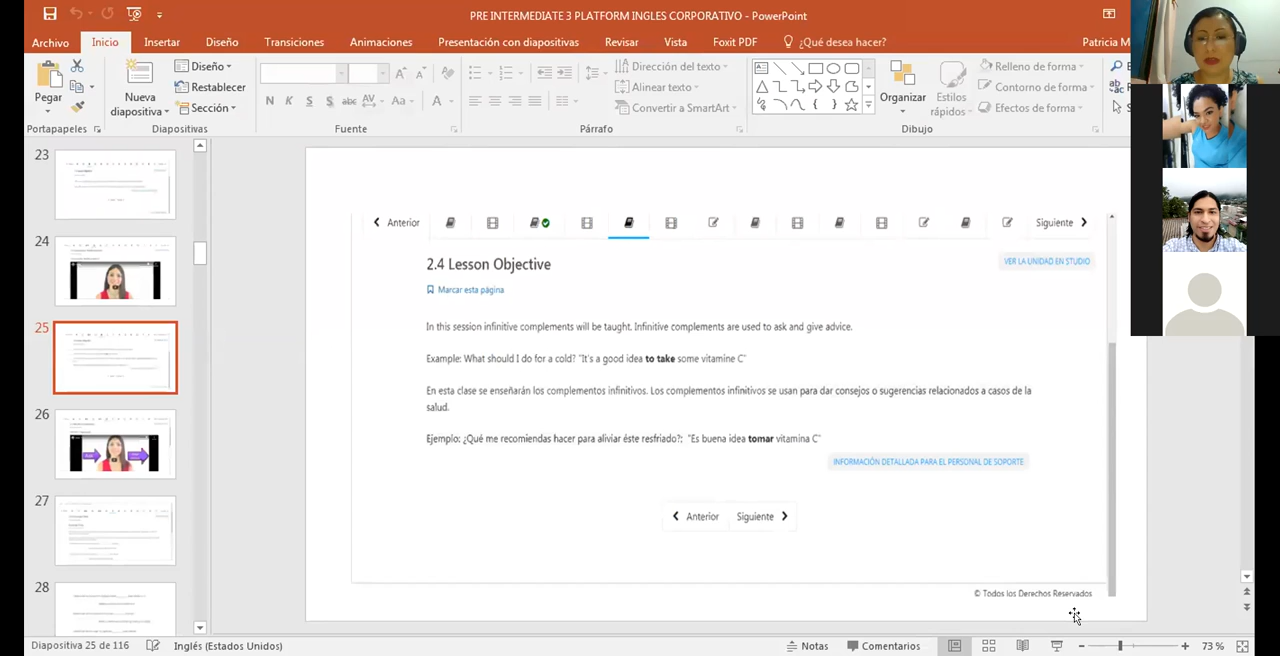 PRE INTERMEDIATE 3 PLATFORM INGLES CORPORATIVO - PowerPoint
Archivo Inicio Insertar Diseño Transiciones Animaciones Presentación con diapositivas Revisar Vista Foxit PDF ¿Qué desea hacer? Patricia M
Pegar
Nueva diapositiva
Diseño
Restablecer
Sección
N K S S abc AV Aa A
Dirección del texto
Alinear texto
Convertir a SmartArt
Organizar
Estilos rápidos
Relleno de forma
Contorno de forma
Efectos de forma
Portapapeles Diapositivas Fuente Párrafo Dibujo
23
24
25
26
27
28
Anterior Siguiente
2.4 Lesson Objective
VER LA UNIDAD EN STUDIO
Marcar esta página
In this session infinitive complements will be taught. Infinitive complements are used to ask and give advice.
Example: What should I do for a cold? "It's a good idea to take some vitamine C"
En esta clase se enseñarán los complementos infinitivos. Los complementos infinitivos se usan para dar consejos o sugerencias relacionados a casos de la
salud.
Ejemplo: ¿Qué me recomiendas hacer para aliviar éste resfriado?: "Es buena idea tomar vitamina C"
INFORMACIÓN DETALLADA PARA EL PERSONAL DE SOPORTE
Anterior Siguiente
© Todos los Derechos Reservados
Diapositiva 25 de 116 Inglés (Estados Unidos) Notas Comentarios 73 %